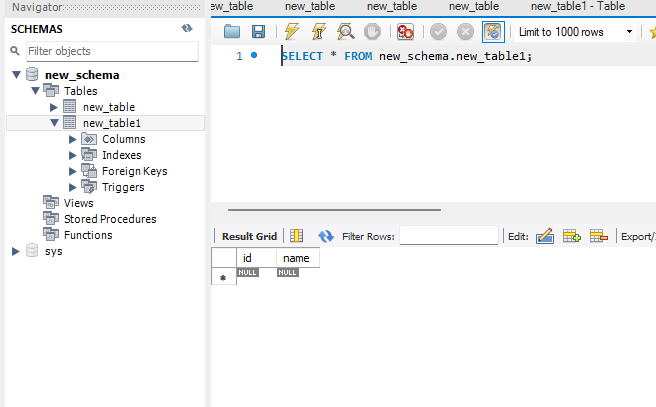 Navigator
SCHEMAS
Filter objects
new_schema
Tables
new_table
new_table1
Columns
Indexes
Foreign Keys
Triggers
Views
Stored Procedures
Functions
sys
ew_table new_table new_table new_table new_table1 - Table
Limit to 1000 rows
1 SELECT * FROM new_schema.new_table1;
Result Grid Filter Rows: Edit: Export/
id name
* NULL NULL